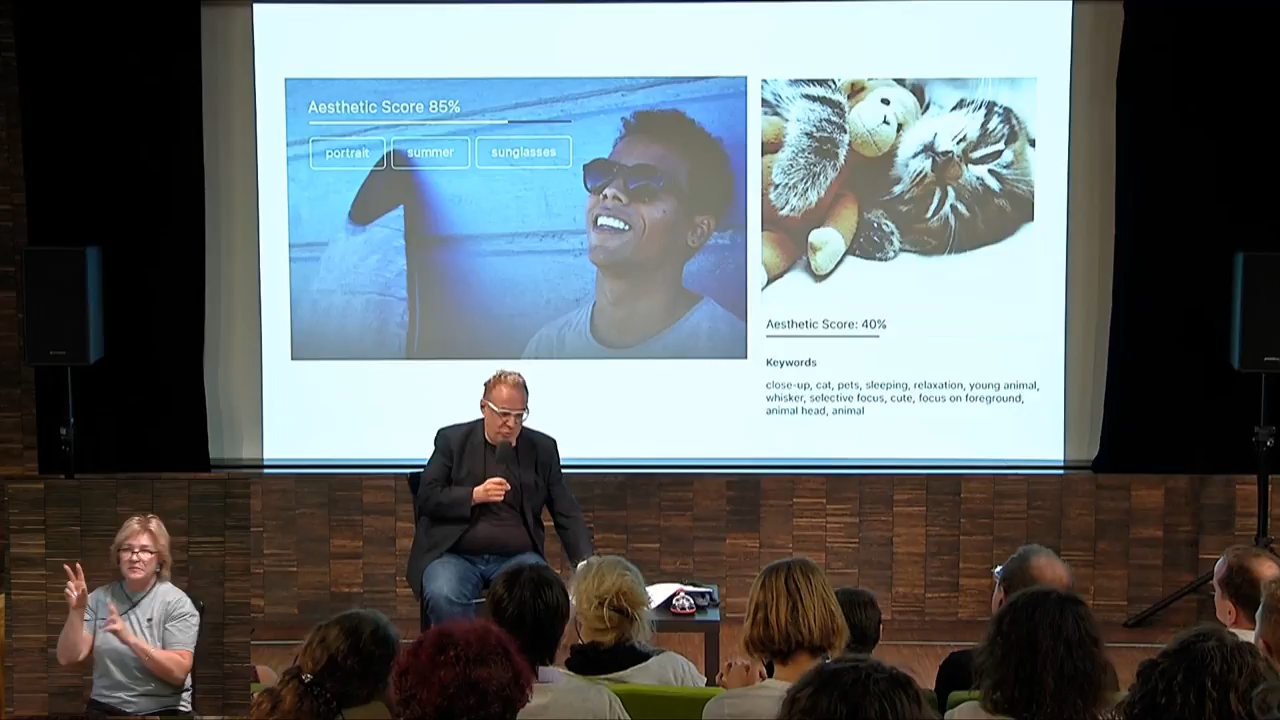 Aesthetic Score 85%
portrait summer sunglasses
Aesthetic Score: 40%
Keywords
close-up, cat, pets, sleeping, relaxation, young animal,
whisker, selective focus, cute, focus on foreground,
animal head, animal